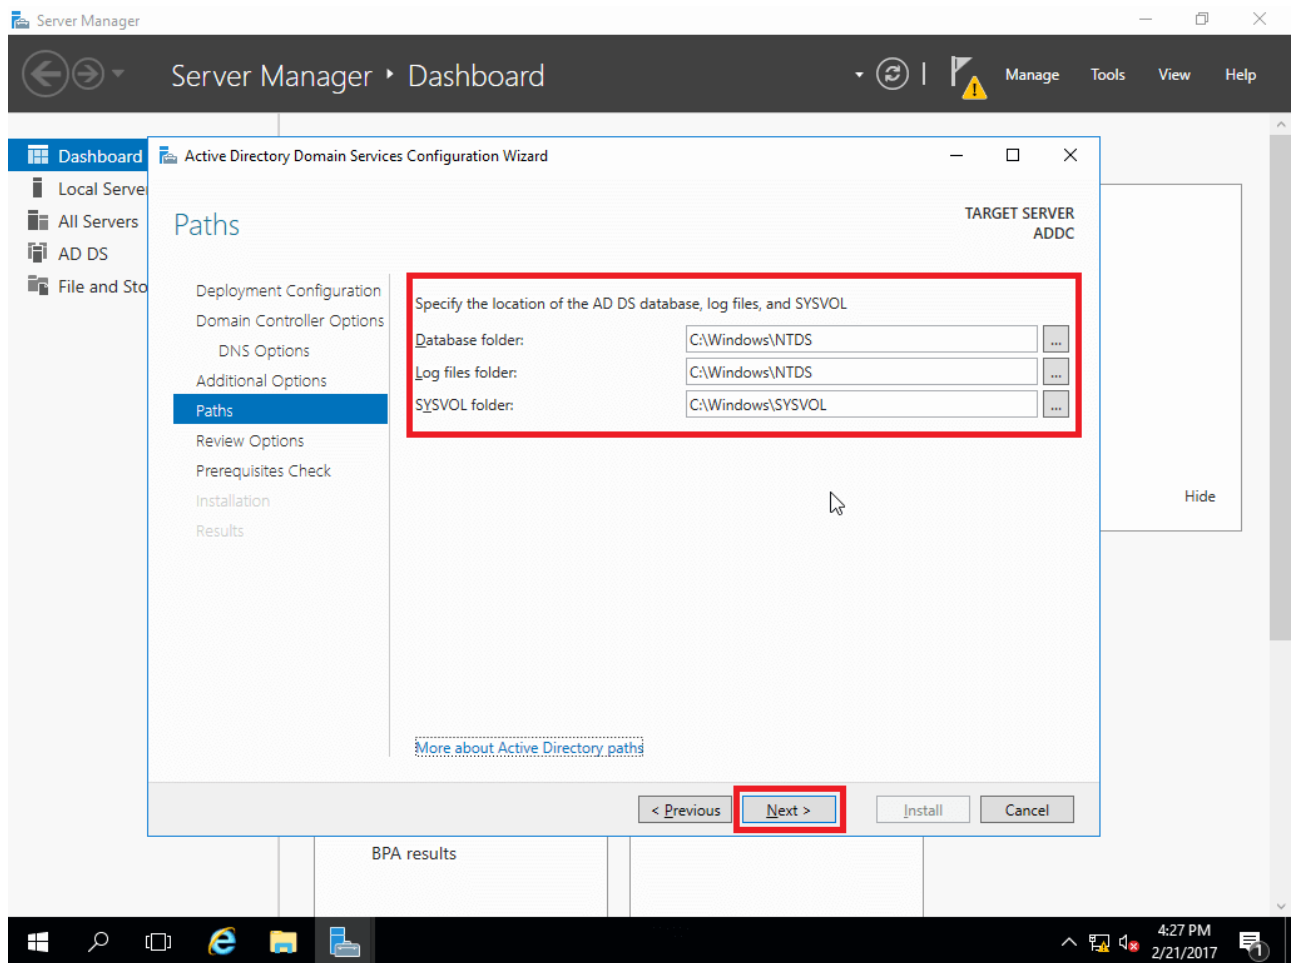 Server Manager
Server Manager ‣ Dashboard
Manage Tools View Help
Dashboard
Local Server
All Servers
AD DS
File and Sto
Active Directory Domain Services Configuration Wizard
Paths
TARGET SERVER
ADDC
Deployment Configuration
Domain Controller Options
DNS Options
Additional Options
Paths
Review Options
Prerequisites Check
Installation
Results
Specify the location of the AD DS database, log files, and SYSVOL
Database folder: C:\Windows\NTDS ...
Log files folder: C:\Windows\NTDS ...
SYSVOL folder: C:\Windows\SYSVOL ...
More about Active Directory paths
< Previous Next > Install Cancel
Hide
BPA results
4:27 PM
2/21/2017
1